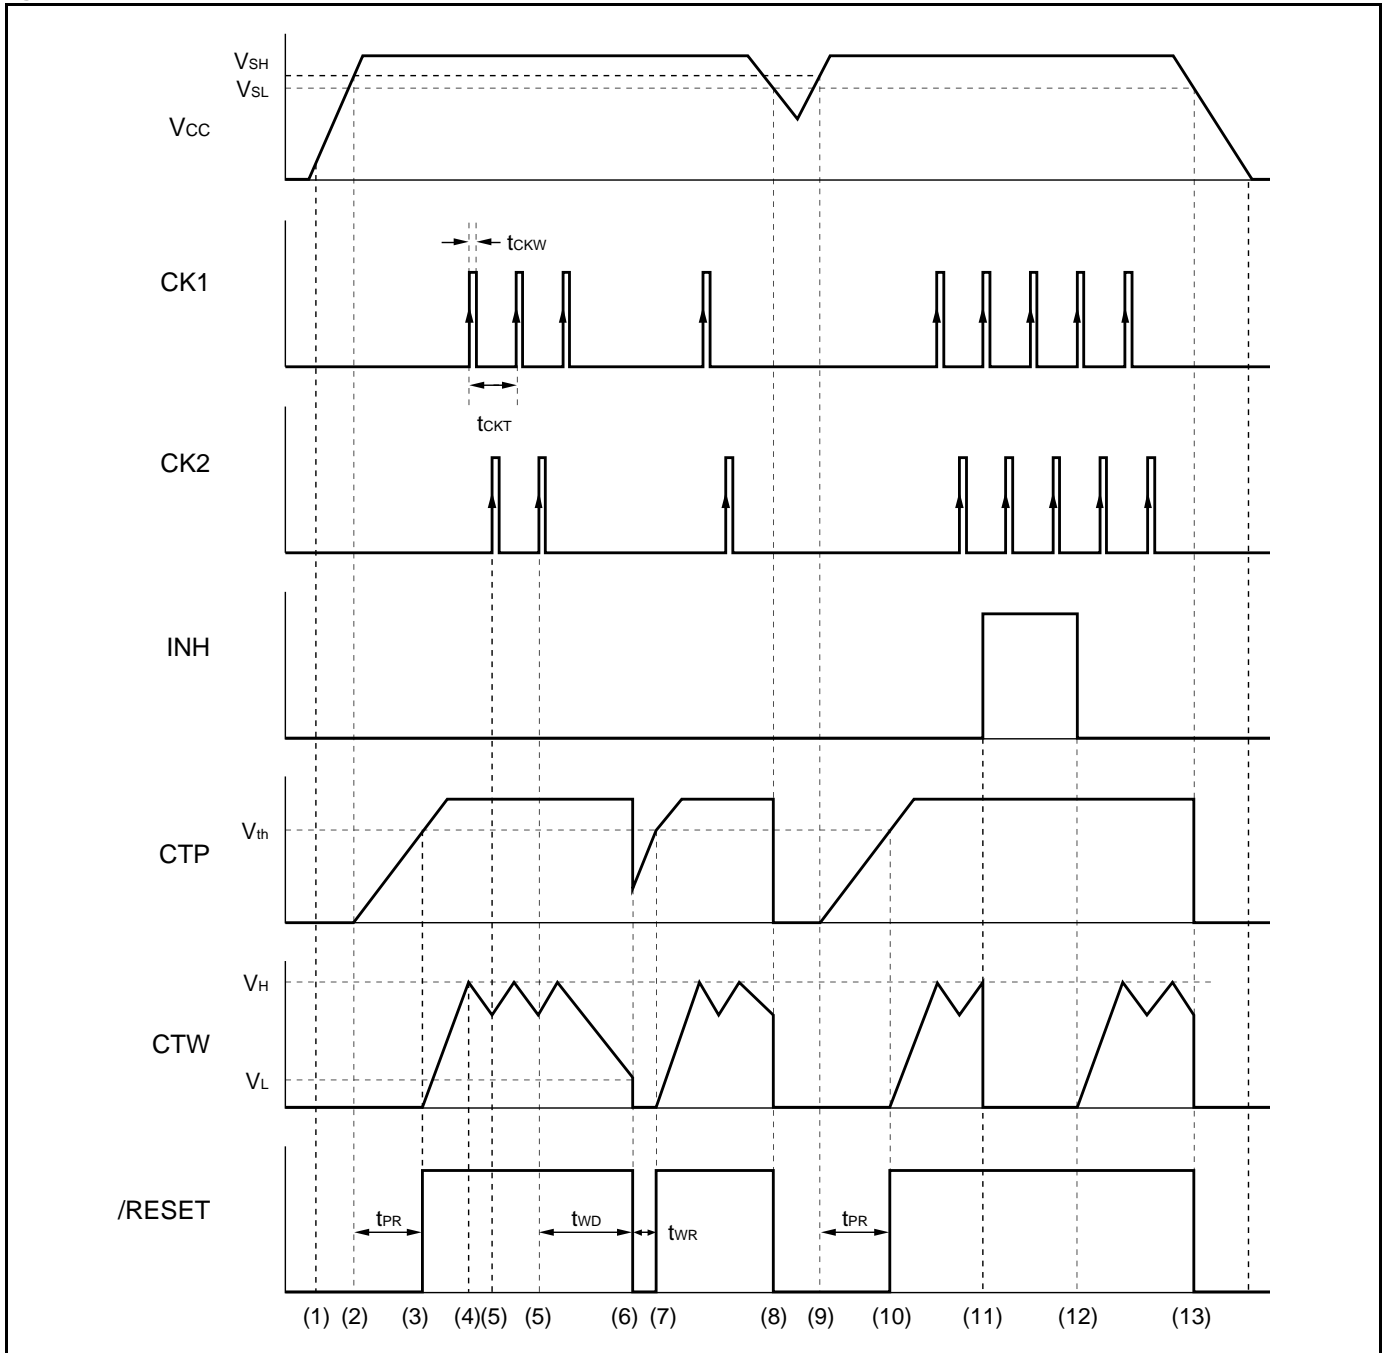 VSH
VSL
VCC
tCKW
CK1
tCKT
CK2
INH
Vth
CTP
VH
CTW
VL
/RESET
tPR
tWD
tWR
tPR
(1) (2) (3) (4)(5) (5) (6) (7) (8) (9) (10) (11) (12) (13)